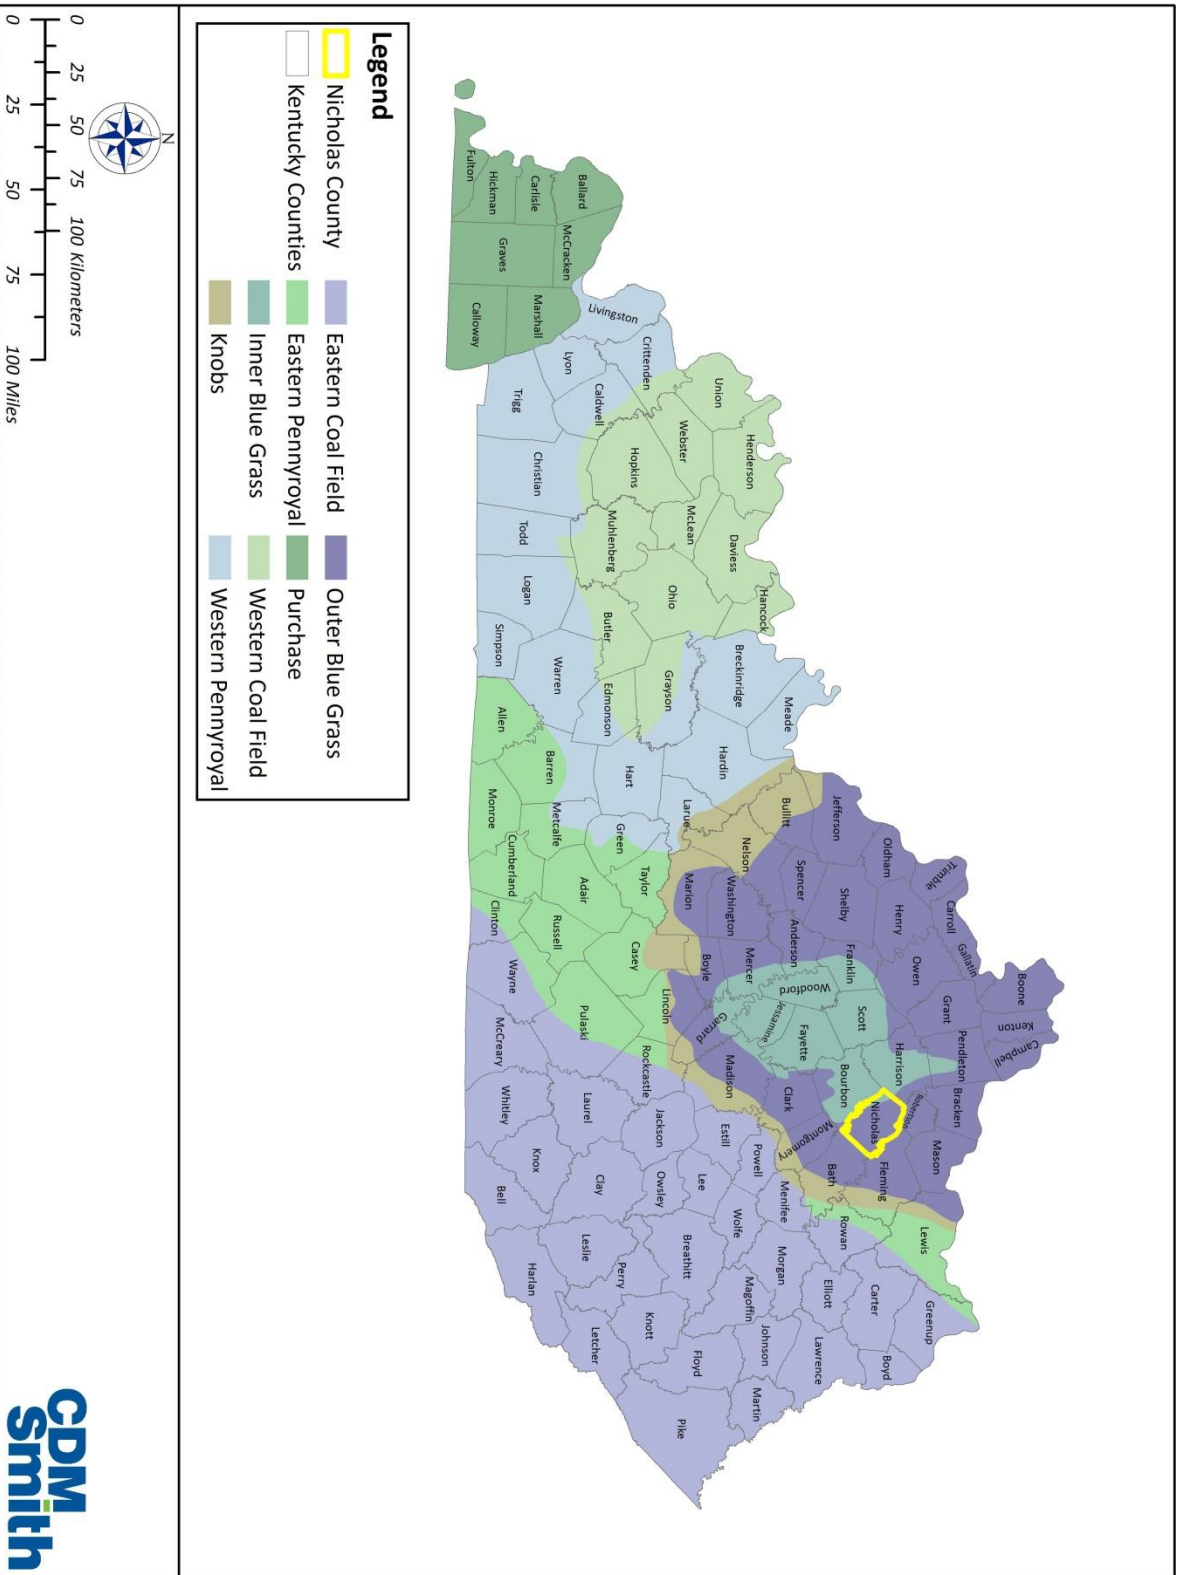 Boone
Kenton
Campbell
Gallatin
Carroll
Trimble
Grant
Pendleton
Bracken
Mason
Robertson
Lewis
Greenup
Oldham
Henry
Owen
Harrison
Nicholas
Fleming
Carter
Boyd
Jefferson
Shelby
Franklin
Scott
Bourbon
Bath
Rowan
Elliott
Lawrence
Meade
Bullitt
Spencer
Anderson
Woodford
Fayette
Clark
Montgomery
Menifee
Morgan
Johnson
Martin
Hancock
Breckinridge
Hardin
Nelson
Washington
Mercer
Jessamine
Garrard
Madison
Estill
Powell
Wolfe
Magoffin
Floyd
Pike
Union
Henderson
Daviess
Webster
McLean
Ohio
Grayson
Larue
Marion
Boyle
Lincoln
Rockcastle
Jackson
Lee
Owsley
Breathitt
Knott
Crittenden
Livingston
Hopkins
Muhlenberg
Butler
Edmonson
Hart
Green
Taylor
Casey
Pulaski
Laurel
Clay
Perry
Leslie
Letcher
Ballard
McCracken
Lyon
Caldwell
Carlisle
Hickman
Fulton
Graves
Marshall
Calloway
Trigg
Christian
Todd
Logan
Simpson
Warren
Allen
Barren
Metcalfe
Monroe
Adair
Cumberland
Russell
Clinton
Wayne
McCreary
Whitley
Knox
Bell
Harlan
Legend
Nicholas County
Kentucky Counties
Eastern Coal Field
Eastern Pennyroyal
Inner Blue Grass
Knobs
Outer Blue Grass
Purchase
Western Coal Field
Western Pennyroyal
N
0 25 50 75 100 Kilometers
0 25 50 75 100 Miles
CDM
Smith